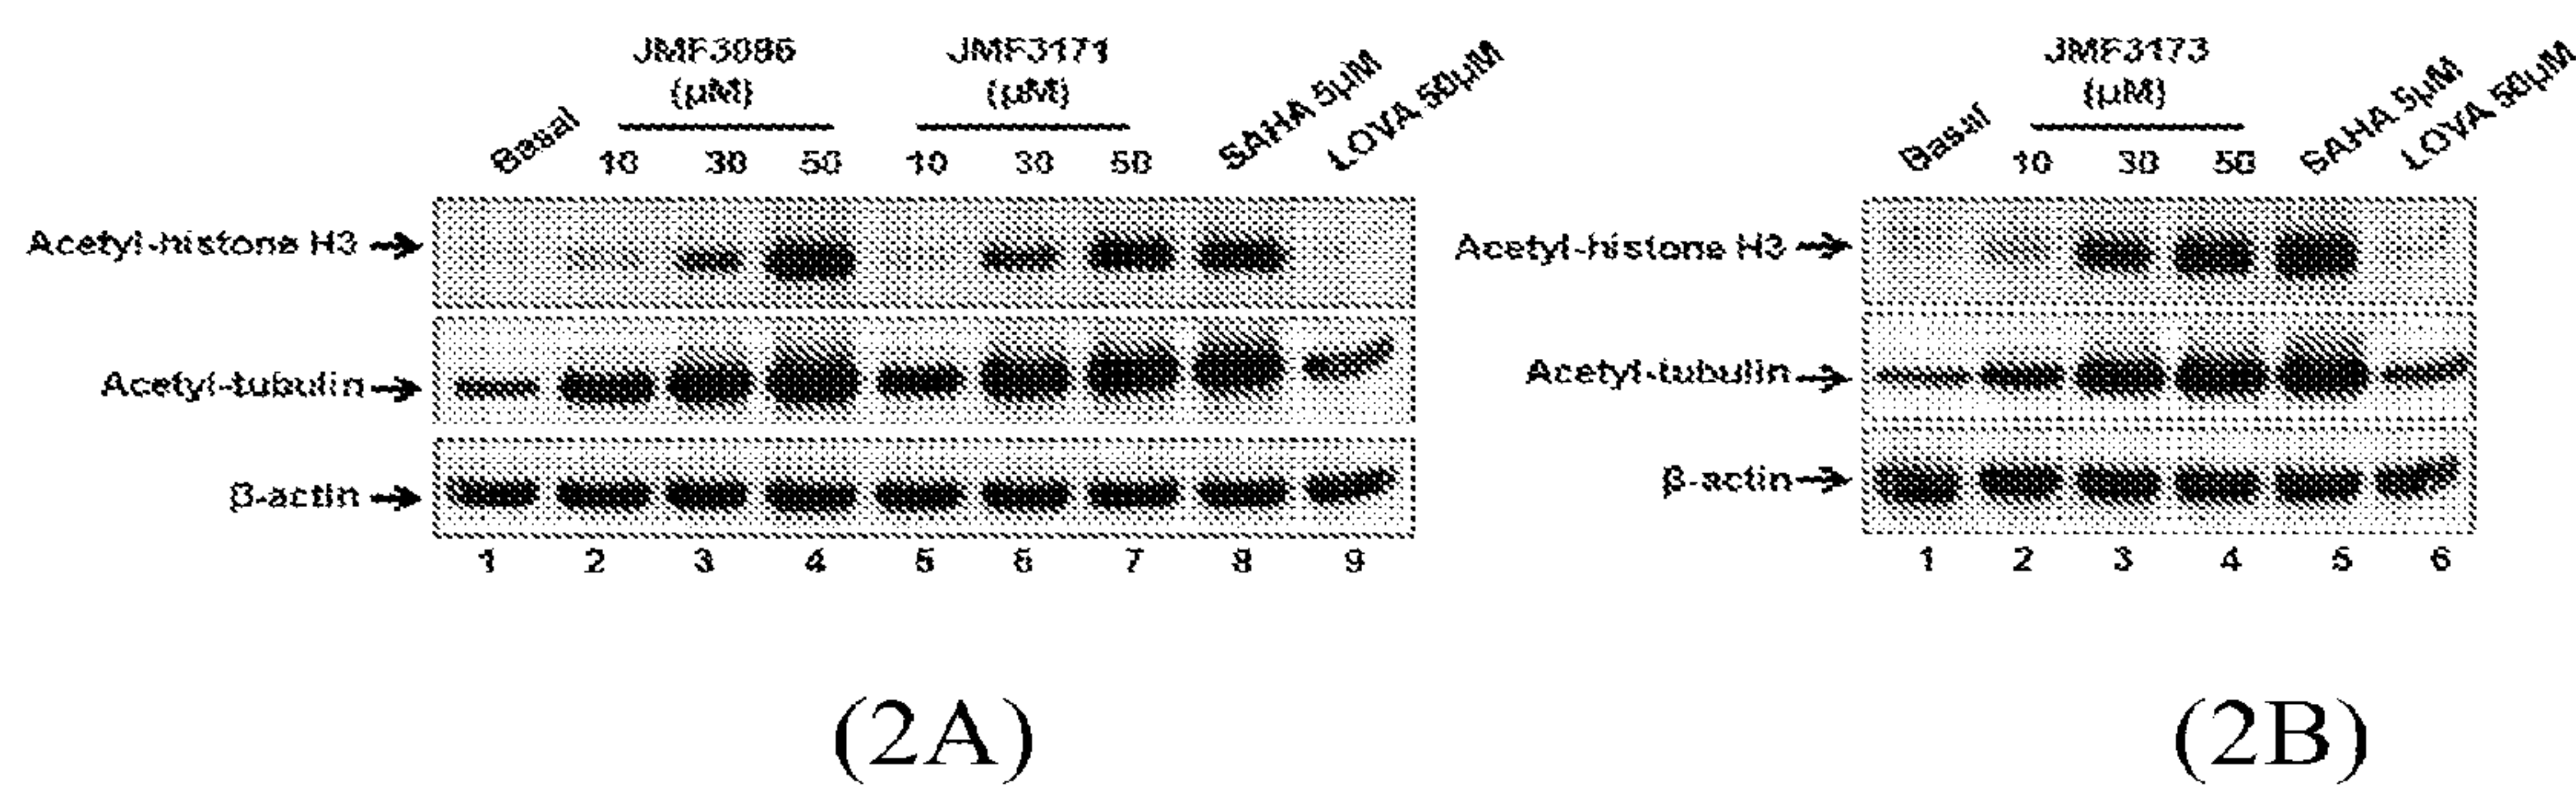 JMF3086
(µM)
JMF3171
(µM)
Basal
10
30
50
10
30
50
SAHA 5µM
LOVA 50µM
Acetyl-histone H3
Acetyl-tubulin
β-actin
1 2 3 4 5 6 7 8 9
(2A)
JMF3173
(µM)
Basal
10
30
50
SAHA 5µM
LOVA 50µM
Acetyl-histone H3
Acetyl-tubulin
β-actin
1 2 3 4 5 6
(2B)